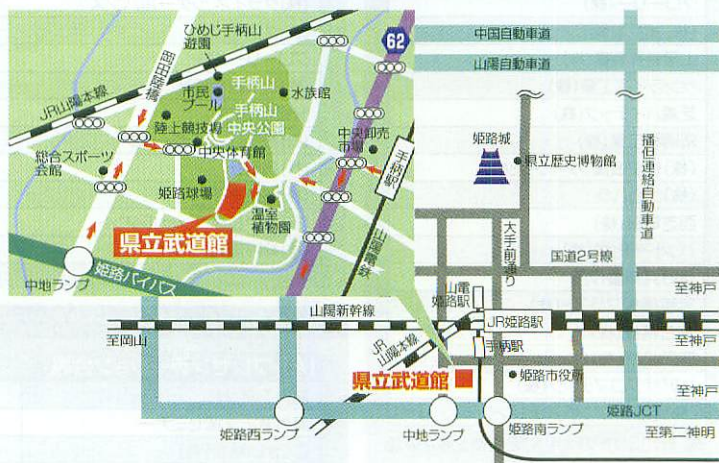 ひめじ手柄山
遊園
62
岡田陸橋
JR山陽本線
市民
プール
手柄山
水族館
手柄山
中央公園
陸上競技場
中央卸売
市場
総合スポーツ
会館
中央体育館
手柄駅
姫路球場
温室
植物園
県立武道館
山陽電鉄
中地ランプ
姫路バイパス
中国自動車道
山陽自動車道
姫路城
県立歴史博物館
播但連絡自動車道
大手前通り
国道2号線
山電
姫路駅
至神戸
山陽新幹線
JR姫路駅
至岡山
至神戸
JR
山陽本線
手柄駅
県立武道館
姫路市役所
至神戸
姫路JCT
姫路西ランプ
中地ランプ
姫路南ランプ
至第二神明